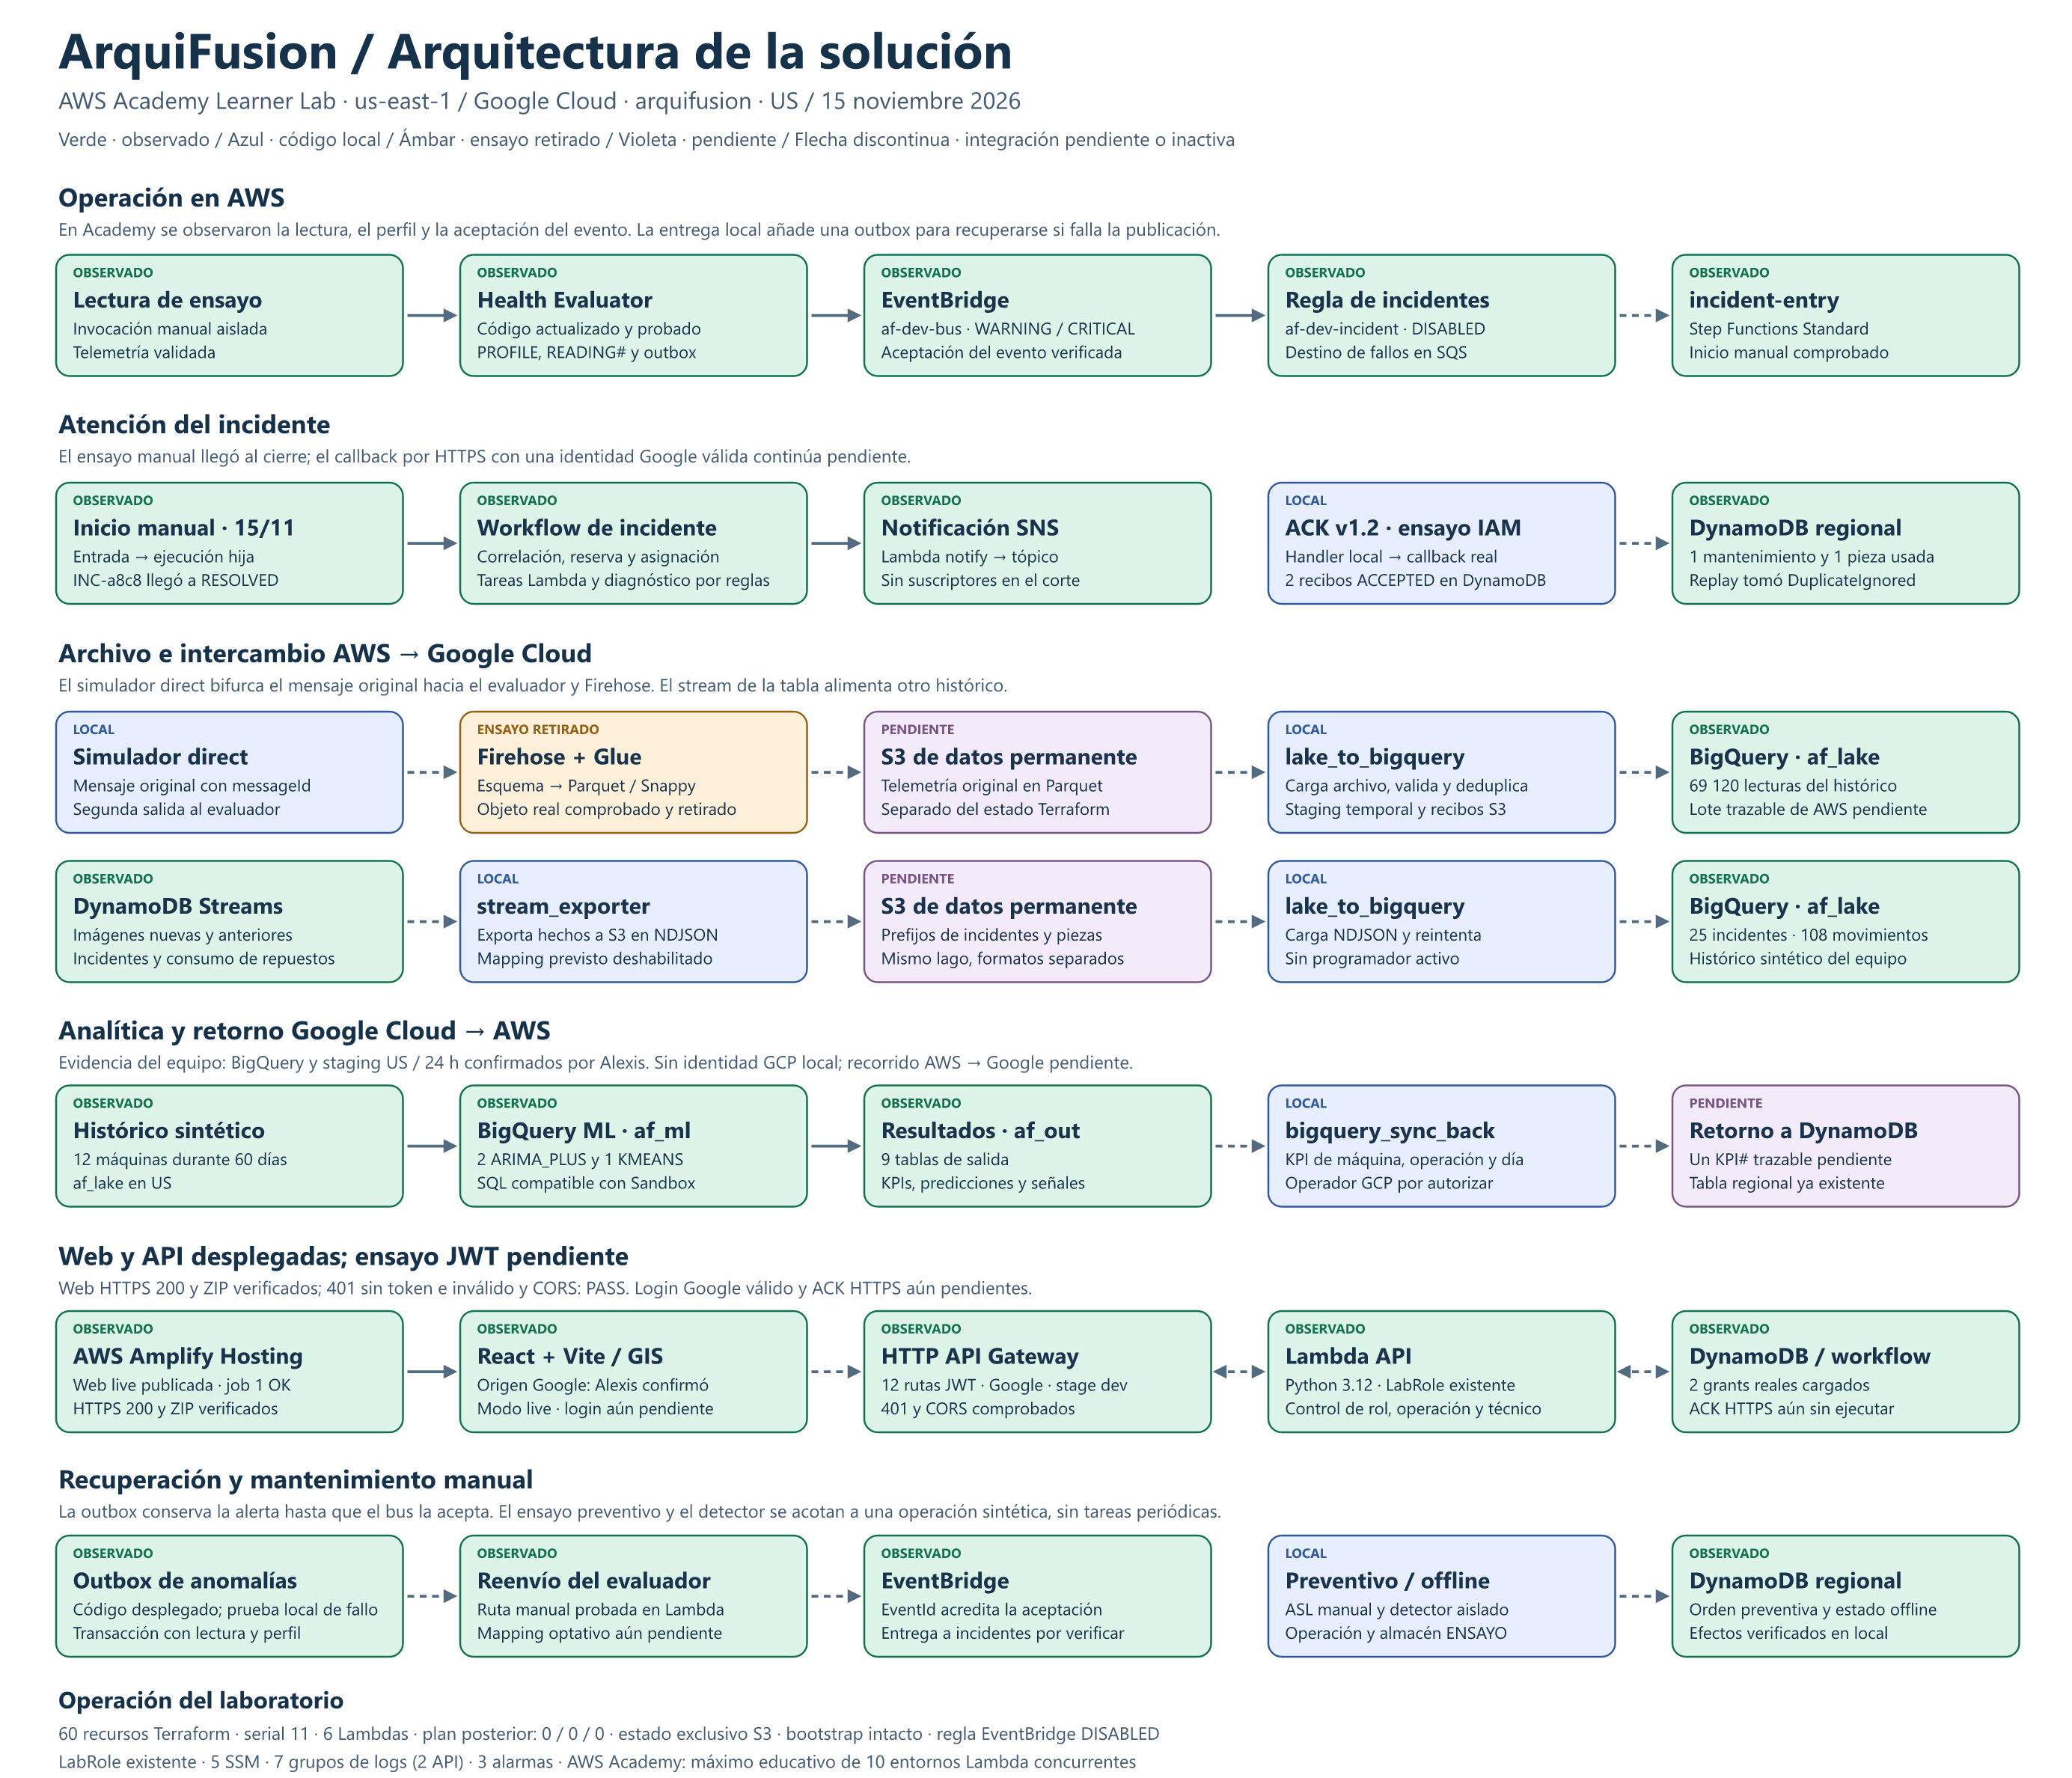 ArquiFusion / Arquitectura de la solución
AWS Academy Learner Lab · us-east-1 / Google Cloud · arquifusion · US / 15 noviembre 2026
Verde · observado / Azul · código local / Ámbar · ensayo retirado / Violeta · pendiente / Flecha discontinua · integración pendiente o inactiva
Operación en AWS
En Academy se observaron la lectura, el perfil y la aceptación del evento. La entrega local añade una outbox para recuperarse si falla la publicación.
OBSERVADO
Lectura de ensayo
Invocación manual aislada
Telemetría validada
OBSERVADO
Health Evaluator
Código actualizado y probado
PROFILE, READING# y outbox
OBSERVADO
EventBridge
af-dev-bus · WARNING / CRITICAL
Aceptación del evento verificada
OBSERVADO
Regla de incidentes
af-dev-incident · DISABLED
Destino de fallos en SQS
OBSERVADO
incident-entry
Step Functions Standard
Inicio manual comprobado
Atención del incidente
El ensayo manual llegó al cierre; el callback por HTTPS con una identidad Google válida continúa pendiente.
OBSERVADO
Inicio manual · 15/11
Entrada → ejecución hija
INC-a8c8 llegó a RESOLVED
OBSERVADO
Workflow de incidente
Correlación, reserva y asignación
Tareas Lambda y diagnóstico por reglas
OBSERVADO
Notificación SNS
Lambda notify → tópico
Sin suscriptores en el corte
LOCAL
ACK v1.2 · ensayo IAM
Handler local → callback real
2 recibos ACCEPTED en DynamoDB
OBSERVADO
DynamoDB regional
1 mantenimiento y 1 pieza usada
Replay tomó DuplicateIgnored
Archivo e intercambio AWS → Google Cloud
El simulador direct bifurca el mensaje original hacia el evaluador y Firehose. El stream de la tabla alimenta otro histórico.
LOCAL
Simulador direct
Mensaje original con messageId
Segunda salida al evaluador
ENSAYO RETIRADO
Firehose + Glue
Esquema → Parquet / Snappy
Objeto real comprobado y retirado
PENDIENTE
S3 de datos permanente
Telemetría original en Parquet
Separado del estado Terraform
LOCAL
lake_to_bigquery
Carga archivo, valida y deduplica
Staging temporal y recibos S3
OBSERVADO
BigQuery · af_lake
69 120 lecturas del histórico
Lote trazable de AWS pendiente
OBSERVADO
DynamoDB Streams
Imágenes nuevas y anteriores
Incidentes y consumo de repuestos
LOCAL
stream_exporter
Exporta hechos a S3 en NDJSON
Mapping previsto deshabilitado
PENDIENTE
S3 de datos permanente
Prefijos de incidentes y piezas
Mismo lago, formatos separados
LOCAL
lake_to_bigquery
Carga NDJSON y reintenta
Sin programador activo
OBSERVADO
BigQuery · af_lake
25 incidentes · 108 movimientos
Histórico sintético del equipo
Analítica y retorno Google Cloud → AWS
Evidencia del equipo: BigQuery y staging US / 24 h confirmados por Alexis. Sin identidad GCP local; recorrido AWS → Google pendiente.
OBSERVADO
Histórico sintético
12 máquinas durante 60 días
af_lake en US
OBSERVADO
BigQuery ML · af_ml
2 ARIMA_PLUS y 1 KMEANS
SQL compatible con Sandbox
OBSERVADO
Resultados · af_out
9 tablas de salida
KPIs, predicciones y señales
LOCAL
bigquery_sync_back
KPI de máquina, operación y día
Operador GCP por autorizar
PENDIENTE
Retorno a DynamoDB
Un KPI# trazable pendiente
Tabla regional ya existente
Web y API desplegadas; ensayo JWT pendiente
Web HTTPS 200 y ZIP verificados; 401 sin token e inválido y CORS: PASS. Login Google válido y ACK HTTPS aún pendientes.
OBSERVADO
AWS Amplify Hosting
Web live publicada · job 1 OK
HTTPS 200 y ZIP verificados
OBSERVADO
React + Vite / GIS
Origen Google: Alexis confirmó
Modo live · login aún pendiente
OBSERVADO
HTTP API Gateway
12 rutas JWT · Google · stage dev
401 y CORS comprobados
OBSERVADO
Lambda API
Python 3.12 · LabRole existente
Control de rol, operación y técnico
OBSERVADO
DynamoDB / workflow
2 grants reales cargados
ACK HTTPS aún sin ejecutar
Recuperación y mantenimiento manual
La outbox conserva la alerta hasta que el bus la acepta. El ensayo preventivo y el detector se acotan a una operación sintética, sin tareas periódicas.
OBSERVADO
Outbox de anomalías
Código desplegado; prueba local de fallo
Transacción con lectura y perfil
OBSERVADO
Reenvío del evaluador
Ruta manual probada en Lambda
Mapping optativo aún pendiente
OBSERVADO
EventBridge
EventId acredita la aceptación
Entrega a incidentes por verificar
LOCAL
Preventivo / offline
ASL manual y detector aislado
Operación y almacén ENSAYO
OBSERVADO
DynamoDB regional
Orden preventiva y estado offline
Efectos verificados en local
Operación del laboratorio
60 recursos Terraform · serial 11 · 6 Lambdas · plan posterior: 0 / 0 / 0 · estado exclusivo S3 · bootstrap intacto · regla EventBridge DISABLED
LabRole existente · 5 SSM · 7 grupos de logs (2 API) · 3 alarmas · AWS Academy: máximo educativo de 10 entornos Lambda concurrentes